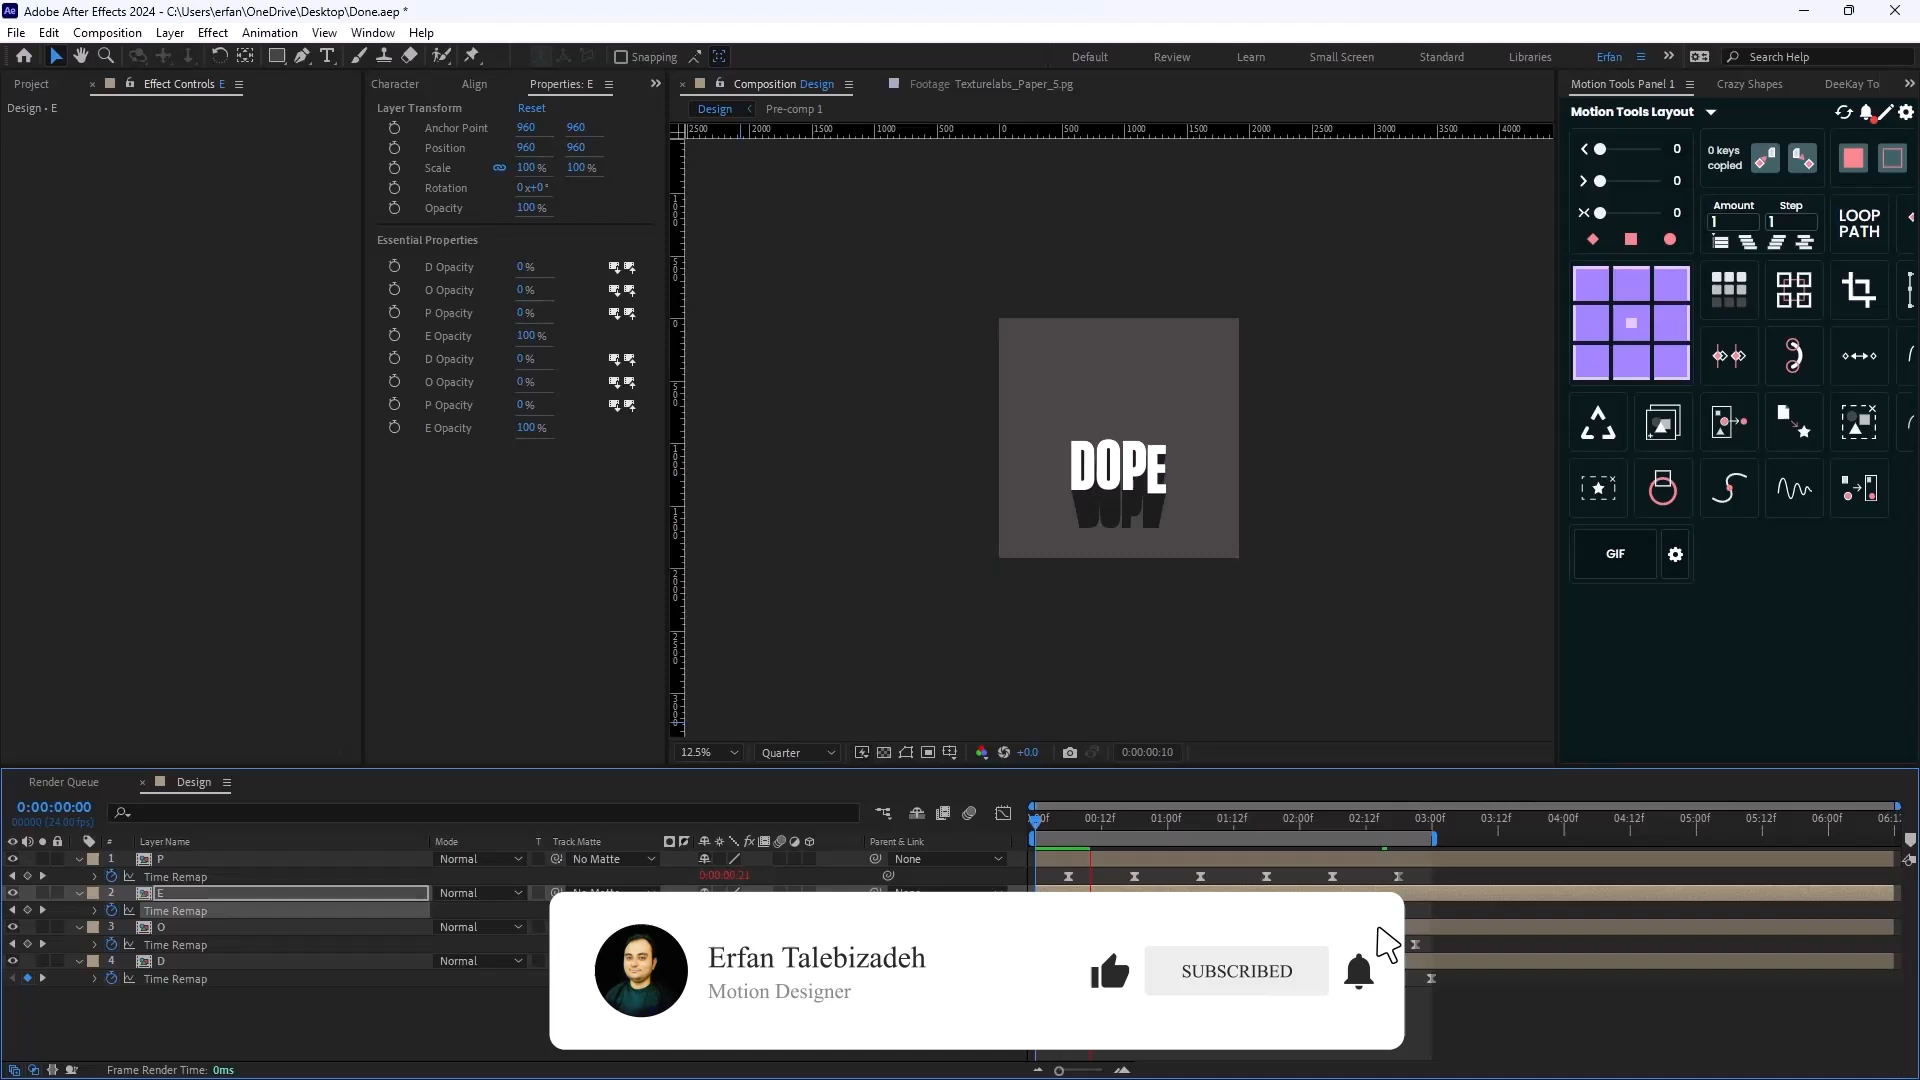 Adobe After Effects 2024 - C:\Users\erfan\OneDrive\Desktop\Done.aep *
File Edit Composition Layer Effect Animation View Window Help
Snapping
Default Review Learn Small Screen Standard Libraries Erfan Search Help
Project Effect Controls E
Design • E
Character Align Properties: E
Layer Transform Reset
Anchor Point 960 960
Position 960 960
Scale 100 % 100 %
Rotation 0 x+0 °
Opacity 100 %
Essential Properties
D Opacity 0 %
O Opacity 0 %
P Opacity 0 %
E Opacity 100 %
D Opacity 0 %
O Opacity 0 %
P Opacity 0 %
E Opacity 100 %
Composition Design Footage Texturelabs_Paper_5.pg
Design Pre-comp 1
2500 2000 1500 1000 500 0 500 1000 1500 2000 2500 3000 3500 4000
DOPE
12.5% Quarter +0.0 0:00:00:10
Motion Tools Panel 1 Crazy Shapes DeeKay To
Motion Tools Layout
0
0
0
0 keys
copied
Amount Step
1 1
LOOP
PATH
GIF
Render Queue Design
0:00:00:00
00000 (24.00 fps)
# Layer Name Mode T Track Matte Parent & Link
00:12f 01:00f 01:12f 02:00f 02:12f 03:00f 03:12f 04:00f 04:12f 05:00f 05:12f 06:00f
1 P Normal No Matte None
Time Remap 0:00:00:21
2 E Normal
Time Remap
3 O Normal
Time Remap
4 D Normal
Time Remap
Erfan Talebizadeh
Motion Designer
SUBSCRIBED
Frame Render Time: 0ms